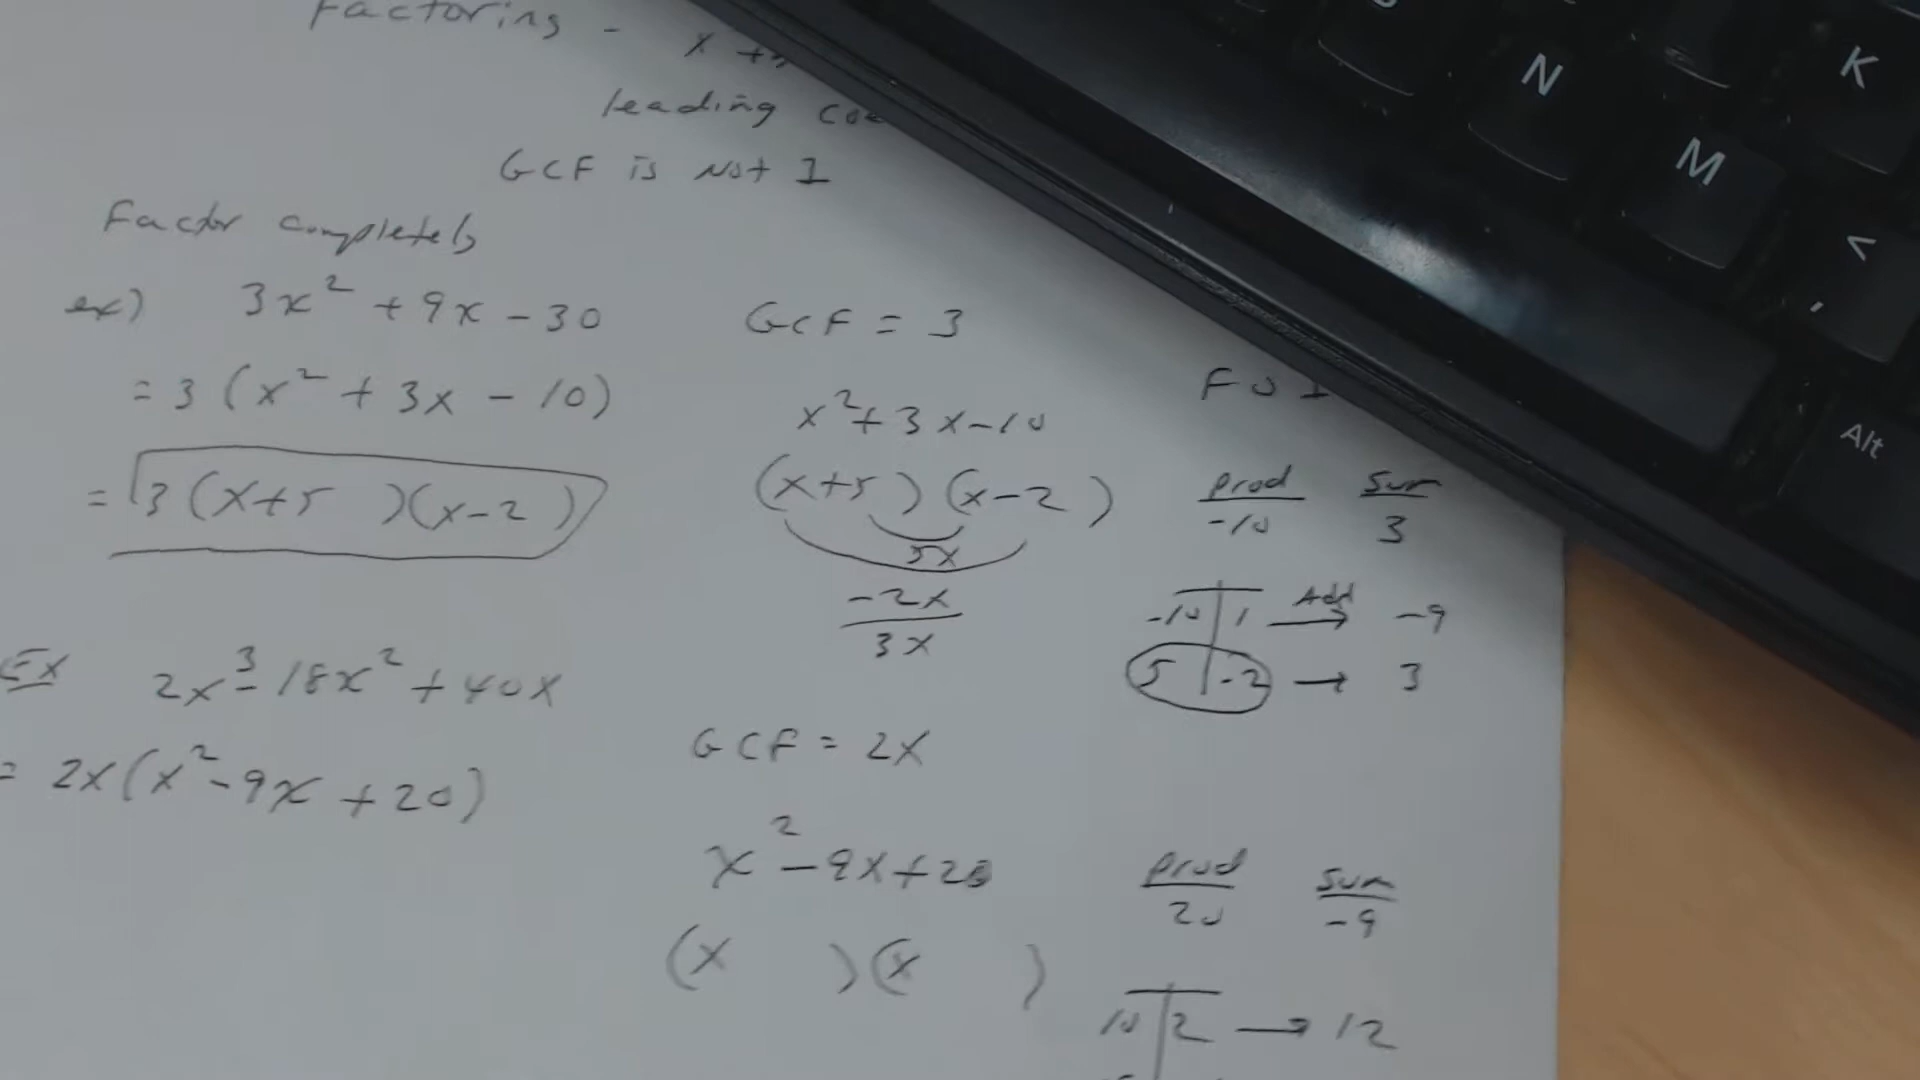 Factoring - x +
leading
GCF is Not 1
Factor completely
ex) 3x² + 9x - 30
= 3 (x² + 3x - 10)
= 3 (x+5 )(x-2 )
GCF = 3
x² + 3x - 10
(x+5 ) (x-2 )
5x
-2x
3x
FOI
prod sum
-10 3
-10 | 1 Add → -9
5 | -2 → 3
Ex 2x³ - 18x² + 40x
= 2x(x² - 9x + 20)
GCF = 2x
x² - 9x + 20
(x )(x )
prod sum
20 -9
10 | 2 → 12
N
K
M
<
,
Alt